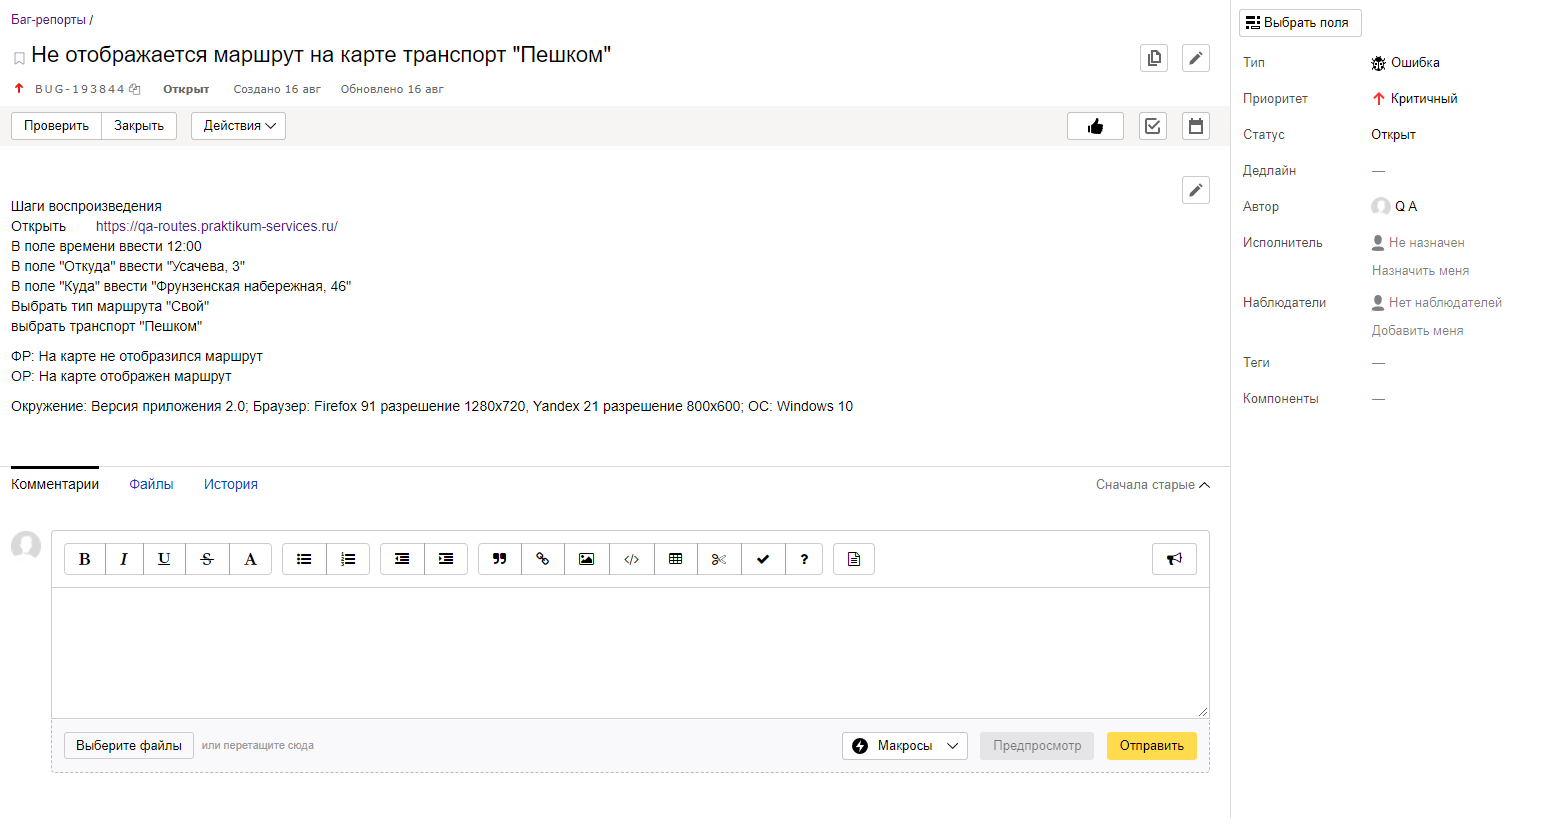 Баг-репорты /
Не отображается маршрут на карте транспорт "Пешком"
BUG-193844 Открыт Создано 16 авг Обновлено 16 авг
Проверить Закрыть Действия
Шаги воспроизведения
Открыть https://qa-routes.praktikum-services.ru/
В поле времени ввести 12:00
В поле "Откуда" ввести "Усачева, 3"
В поле "Куда" ввести "Фрунзенская набережная, 46"
Выбрать тип маршрута "Свой"
выбрать транспорт "Пешком"
ФР: На карте не отобразился маршрут
ОР: На карте отображен маршрут
Окружение: Версия приложения 2.0; Браузер: Firefox 91 разрешение 1280x720, Yandex 21 разрешение 800x600; ОС: Windows 10
Комментарии Файлы История Сначала старые
B I U S A ?
Выберите файлы или перетащите сюда Макросы Предпросмотр Отправить
Выбрать поля
Тип Ошибка
Приоритет Критичный
Статус Открыт
Дедлайн —
Автор Q A
Исполнитель Не назначен
Назначить меня
Наблюдатели Нет наблюдателей
Добавить меня
Теги —
Компоненты —